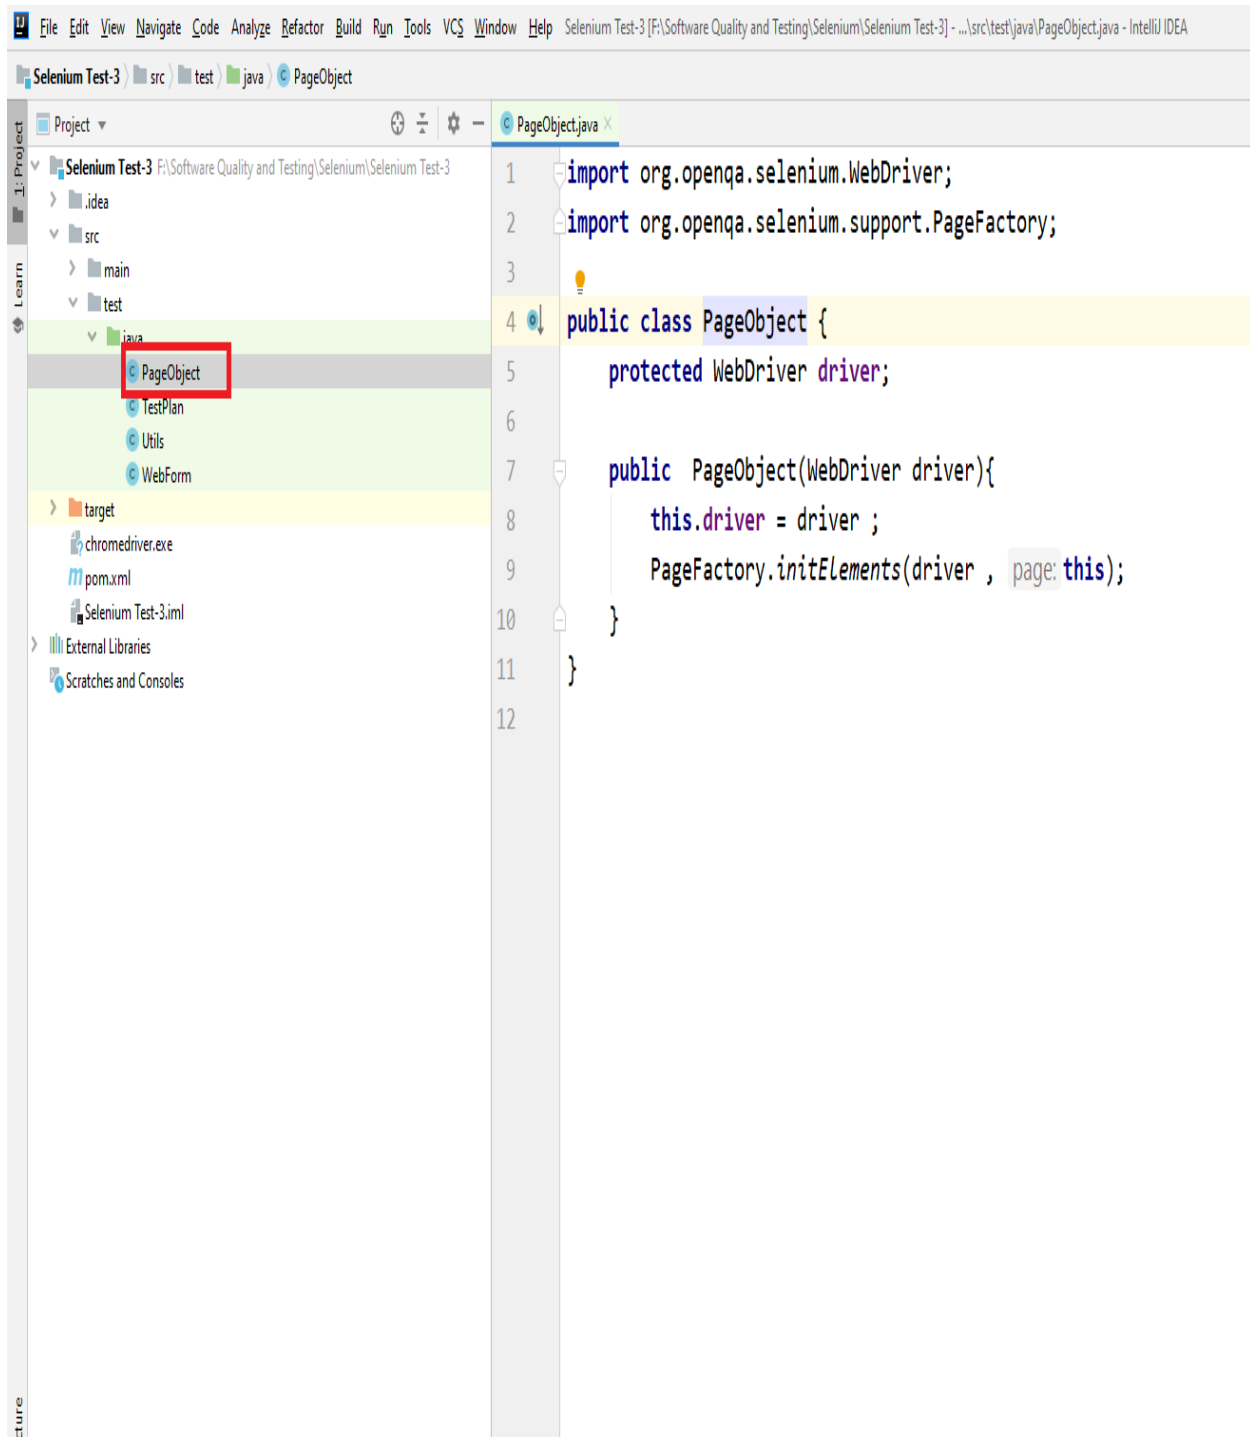 File Edit View Navigate Code Analyze Refactor Build Run Tools VCS Window Help Selenium Test-3 [F:\Software Quality and Testing\Selenium\Selenium Test-3] - ...\src\test\java\PageObject.java - IntelliJ IDEA
Selenium Test-3 src test java PageObject
1: Project
Learn
Project
Selenium Test-3 F:\Software Quality and Testing\Selenium\Selenium Test-3
.idea
src
main
test
java
PageObject
TestPlan
Utils
WebForm
target
chromedriver.exe
pom.xml
Selenium Test-3.iml
External Libraries
Scratches and Consoles
PageObject.java
1 import org.openqa.selenium.WebDriver;
2 import org.openqa.selenium.support.PageFactory;
3
4 public class PageObject {
5 protected WebDriver driver;
6
7 public  PageObject(WebDriver driver){
8 this.driver = driver ;
9 PageFactory.initElements(driver , page: this);
10 }
11 }
12